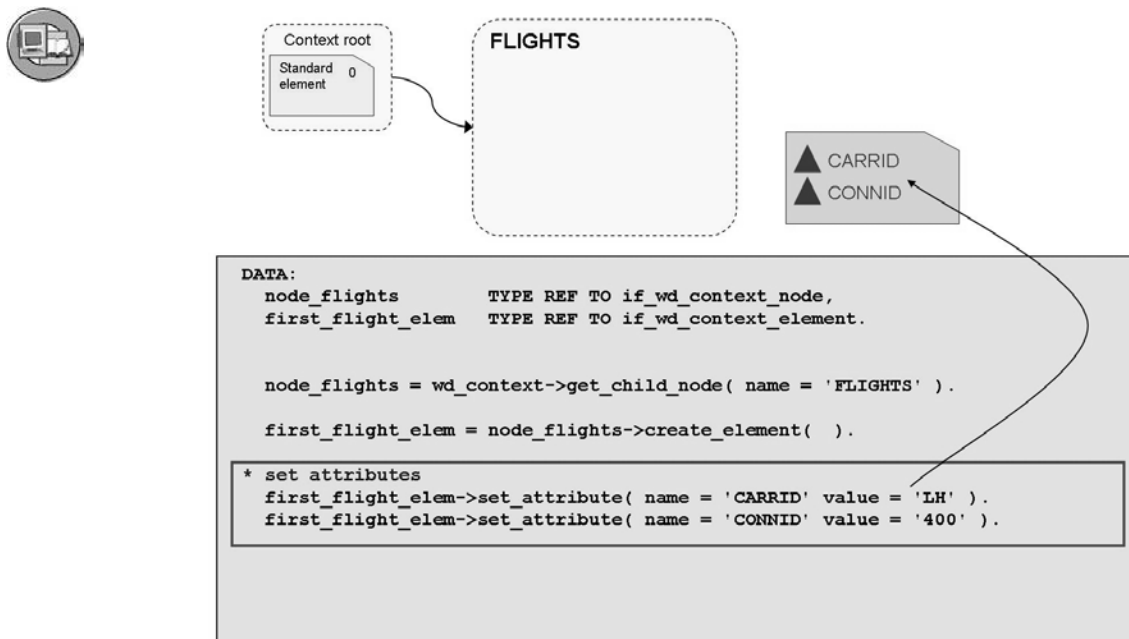 Context root
Standard 0
element
FLIGHTS
CARRID
CONNID
DATA:
node_flights TYPE REF TO if_wd_context_node,
first_flight_elem TYPE REF TO if_wd_context_element.
node_flights = wd_context->get_child_node( name = 'FLIGHTS' ).
first_flight_elem = node_flights->create_element( ).
* set attributes
first_flight_elem->set_attribute( name = 'CARRID' value = 'LH' ).
first_flight_elem->set_attribute( name = 'CONNID' value = '400' ).